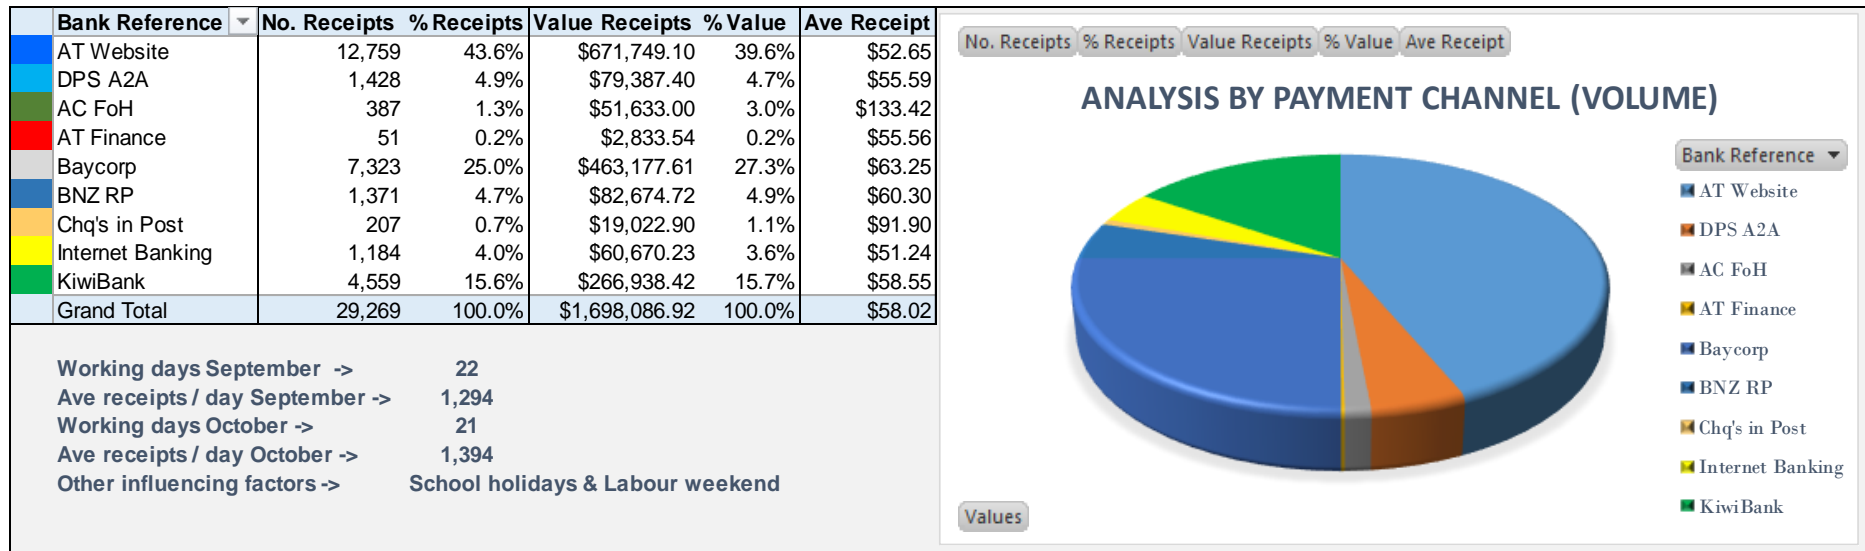 Bank Reference No. Receipts % Receipts Value Receipts % Value Ave Receipt
AT Website 12,759 43.6% $671,749.10 39.6% $52.65
DPS A2A 1,428 4.9% $79,387.40 4.7% $55.59
AC FoH 387 1.3% $51,633.00 3.0% $133.42
AT Finance 51 0.2% $2,833.54 0.2% $55.56
Baycorp 7,323 25.0% $463,177.61 27.3% $63.25
BNZ RP 1,371 4.7% $82,674.72 4.9% $60.30
Chq's in Post 207 0.7% $19,022.90 1.1% $91.90
Internet Banking 1,184 4.0% $60,670.23 3.6% $51.24
KiwiBank 4,559 15.6% $266,938.42 15.7% $58.55
Grand Total 29,269 100.0% $1,698,086.92 100.0% $58.02
Working days September -> 22
Ave receipts / day September -> 1,294
Working days October -> 21
Ave receipts / day October -> 1,394
Other influencing factors -> School holidays & Labour weekend
No. Receipts % Receipts Value Receipts % Value Ave Receipt
ANALYSIS BY PAYMENT CHANNEL (VOLUME)
Bank Reference
AT Website
DPS A2A
AC FoH
AT Finance
Baycorp
BNZ RP
Chq's in Post
Internet Banking
KiwiBank
Values